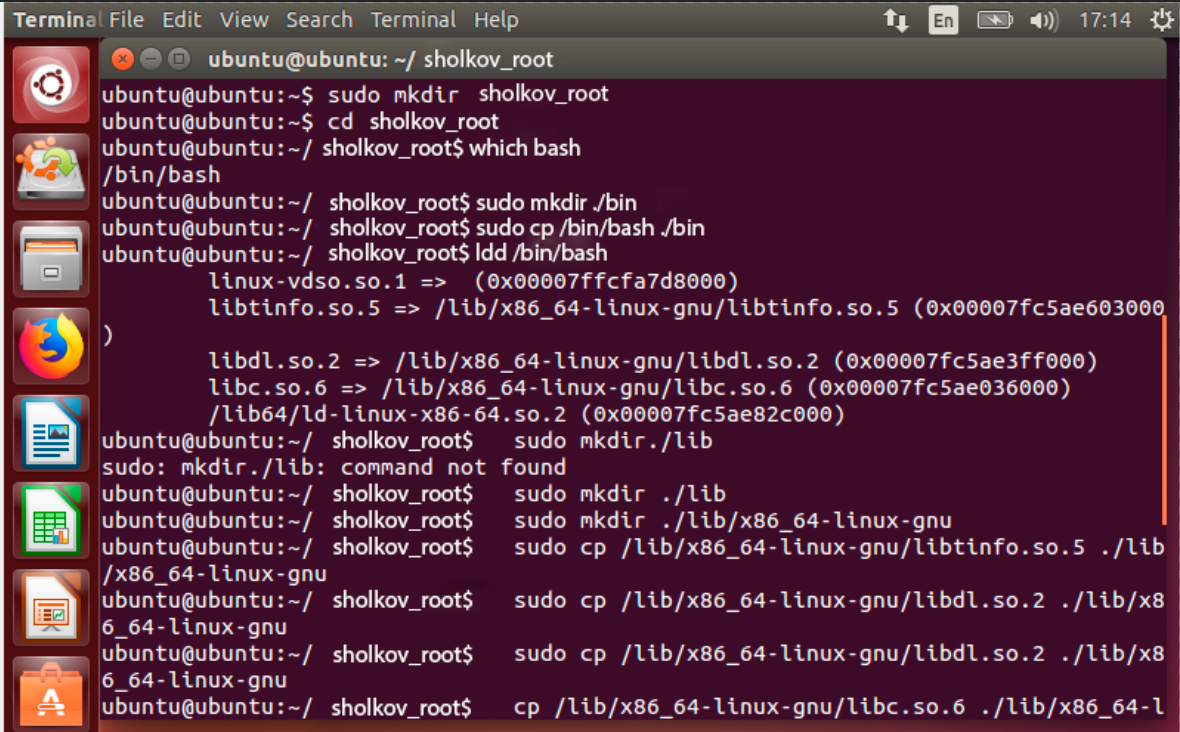 Terminal File Edit View Search Terminal Help En 17:14
ubuntu@ubuntu: ~/ sholkov_root
ubuntu@ubuntu:~$ sudo mkdir sholkov_root
ubuntu@ubuntu:~$ cd sholkov_root
ubuntu@ubuntu:~/ sholkov_root$ which bash
/bin/bash
ubuntu@ubuntu:~/ sholkov_root$ sudo mkdir ./bin
ubuntu@ubuntu:~/ sholkov_root$ sudo cp /bin/bash ./bin
ubuntu@ubuntu:~/ sholkov_root$ ldd /bin/bash
linux-vdso.so.1 => (0x00007ffcfa7d8000)
libtinfo.so.5 => /lib/x86_64-linux-gnu/libtinfo.so.5 (0x00007fc5ae603000
)
libdl.so.2 => /lib/x86_64-linux-gnu/libdl.so.2 (0x00007fc5ae3ff000)
libc.so.6 => /lib/x86_64-linux-gnu/libc.so.6 (0x00007fc5ae036000)
/lib64/ld-linux-x86-64.so.2 (0x00007fc5ae82c000)
ubuntu@ubuntu:~/ sholkov_root$ sudo mkdir./lib
sudo: mkdir./lib: command not found
ubuntu@ubuntu:~/ sholkov_root$ sudo mkdir ./lib
ubuntu@ubuntu:~/ sholkov_root$ sudo mkdir ./lib/x86_64-linux-gnu
ubuntu@ubuntu:~/ sholkov_root$ sudo cp /lib/x86_64-linux-gnu/libtinfo.so.5 ./lib
/x86_64-linux-gnu
ubuntu@ubuntu:~/ sholkov_root$ sudo cp /lib/x86_64-linux-gnu/libdl.so.2 ./lib/x8
6_64-linux-gnu
ubuntu@ubuntu:~/ sholkov_root$ sudo cp /lib/x86_64-linux-gnu/libdl.so.2 ./lib/x8
6_64-linux-gnu
ubuntu@ubuntu:~/ sholkov_root$ cp /lib/x86_64-linux-gnu/libc.so.6 ./lib/x86_64-l